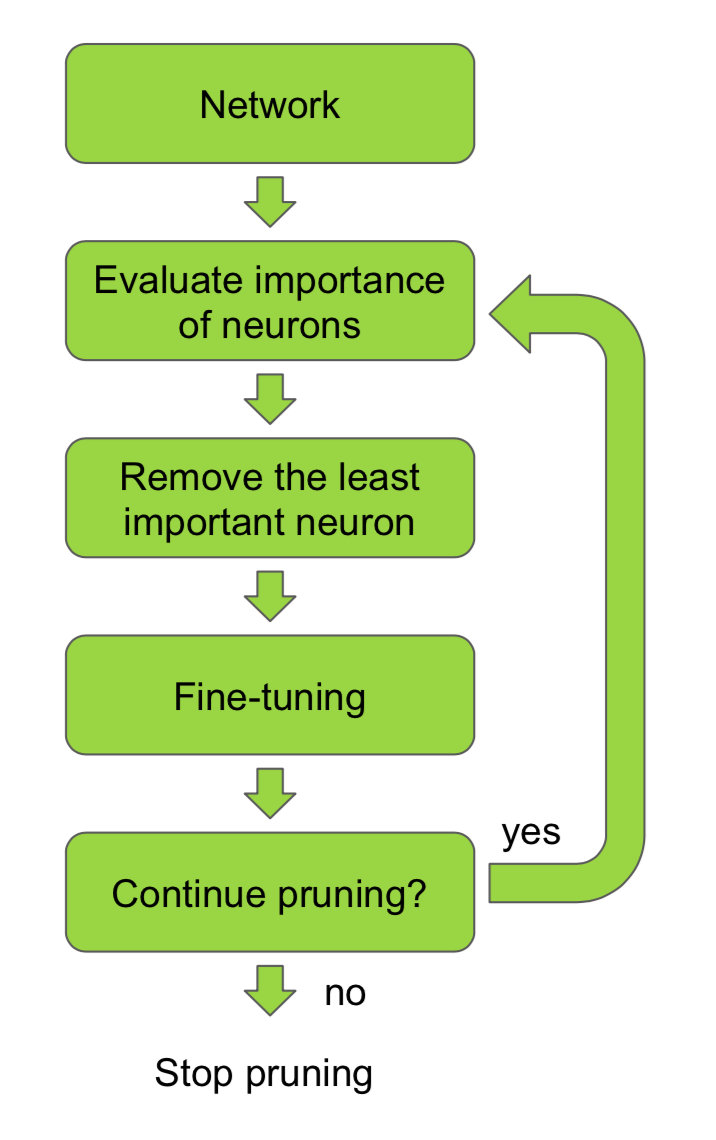 Network
Evaluate importance
of neurons
Remove the least
important neuron
Fine-tuning
yes
Continue pruning?
no
Stop pruning